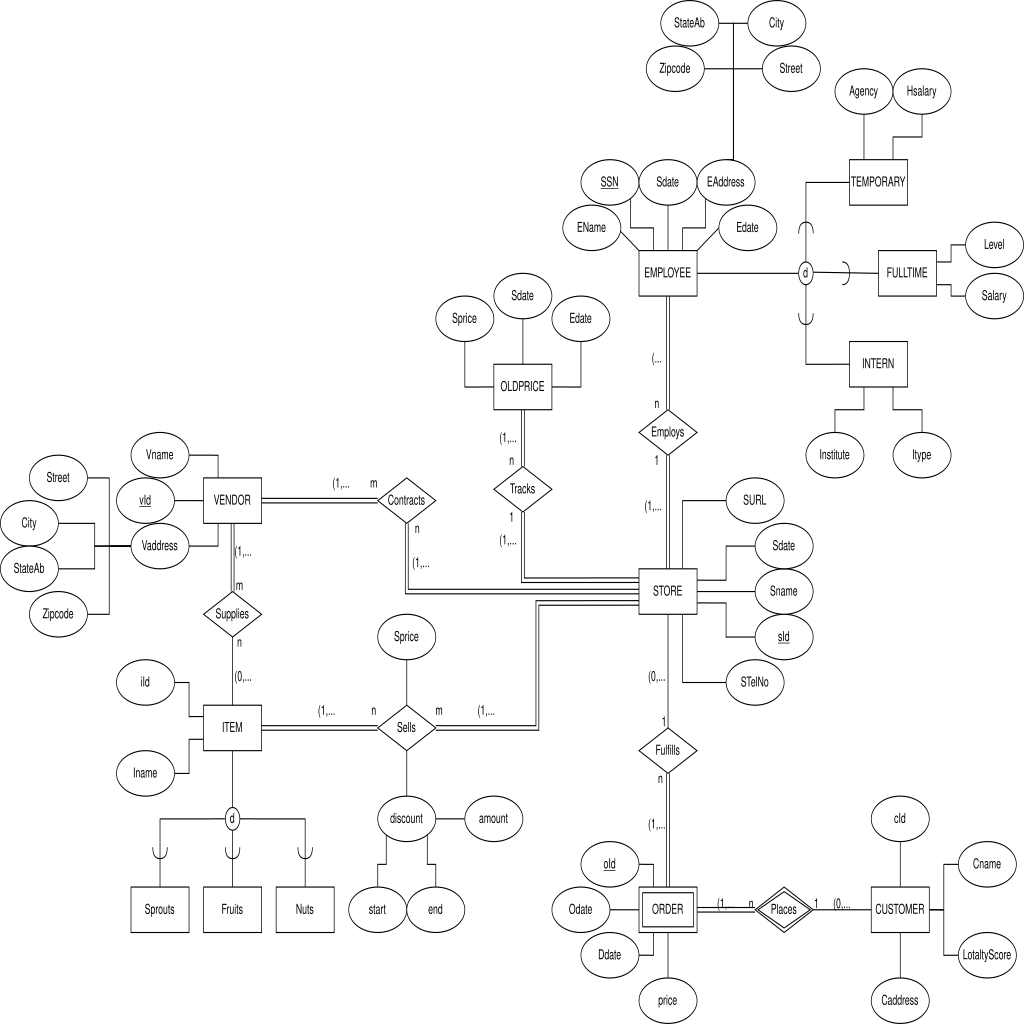 StateAb
City
Zipcode
Street
Agency
Hsalary
SSN
Sdate
EAddress
TEMPORARY
EName
Edate
Level
EMPLOYEE
d
FULLTIME
Salary
Sdate
Sprice
Edate
(...
INTERN
OLDPRICE
n
Employs
(1,...
Institute
Itype
Vname
n
1
Street
(1,...
m
Tracks
vId
VENDOR
Contracts
(1,...
SURL
1
City
n
Vaddress
(1,...
(1,...
Sdate
StateAb
(1,...
m
STORE
Sname
Zipcode
Supplies
Sprice
sId
n
iId
(0,...
(0,...
STelNo
(1,...
n
m
(1,...
ITEM
Sells
1
Fulfills
Iname
n
d
discount
amount
(1,...
cId
oId
Cname
Sprouts
Fruits
Nuts
start
end
Odate
ORDER
(1,...
n
Places
1
(0,...
CUSTOMER
Ddate
LotaltyScore
price
Caddress